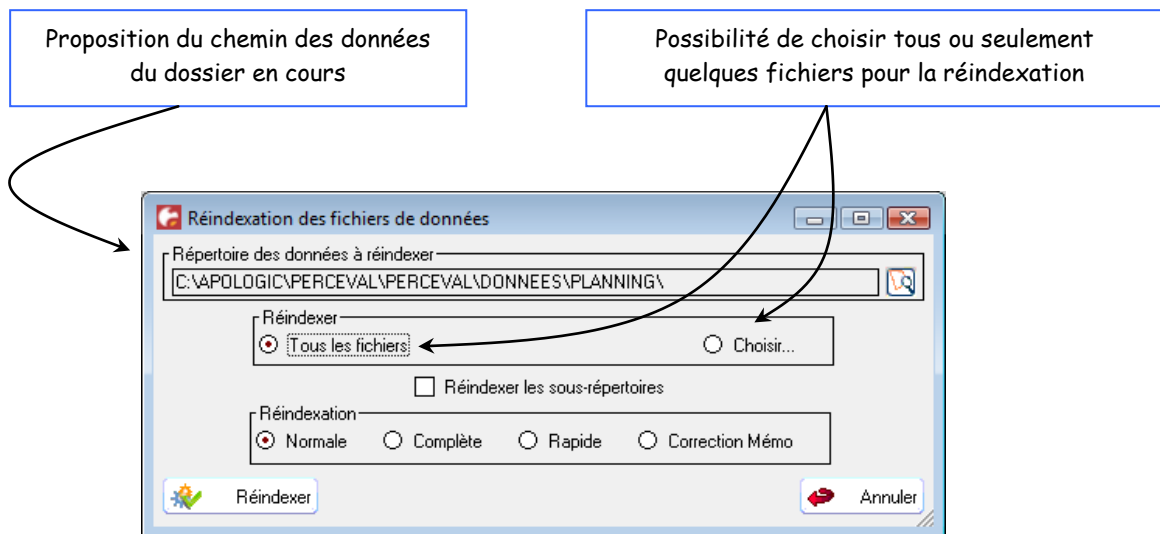 Proposition du chemin des données
du dossier en cours
Possibilité de choisir tous ou seulement
quelques fichiers pour la réindexation
Réindexation des fichiers de données
Répertoire des données à réindexer
C:\APOLOGIC\PERCEVAL\PERCEVAL\DONNEES\PLANNING\
Réindexer
Tous les fichiers Choisir...
Réindexer les sous-répertoires
Réindexation
Normale Complète Rapide Correction Mémo
Réindexer Annuler